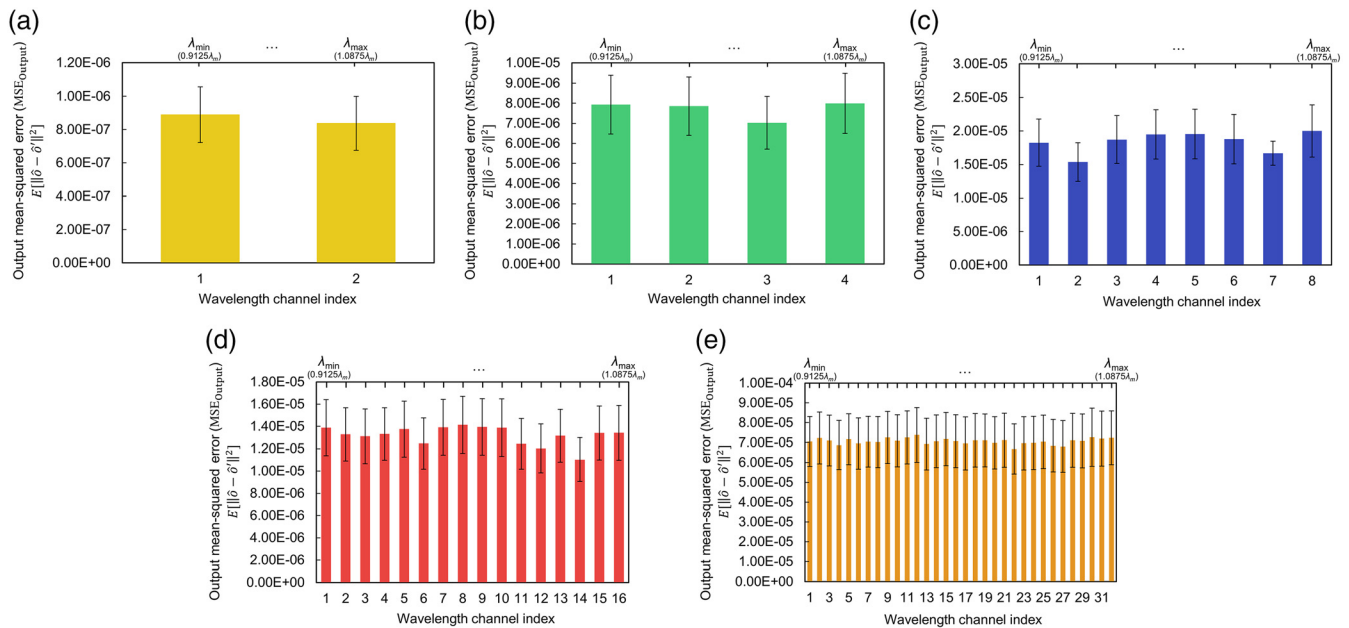 (a)
λmin
(0.9125λm)
...
λmax
(1.0875λm)
Output mean-squared error (MSEOutput)
E[‖ô − ô′‖²]
1.20E-06
1.00E-06
8.00E-07
6.00E-07
4.00E-07
2.00E-07
0.00E+00
1 2
Wavelength channel index
(b)
λmin
(0.9125λm)
...
λmax
(1.0875λm)
Output mean-squared error (MSEOutput)
E[‖ô − ô′‖²]
1.00E-05
9.00E-06
8.00E-06
7.00E-06
6.00E-06
5.00E-06
4.00E-06
3.00E-06
2.00E-06
1.00E-06
0.00E+00
1 2 3 4
Wavelength channel index
(c)
λmin
(0.9125λm)
...
λmax
(1.0875λm)
Output mean-squared error (MSEOutput)
E[‖ô − ô′‖²]
3.00E-05
2.50E-05
2.00E-05
1.50E-05
1.00E-05
5.00E-06
0.00E+00
1 2 3 4 5 6 7 8
Wavelength channel index
(d)
λmin
(0.9125λm)
...
λmax
(1.0875λm)
Output mean-squared error (MSEOutput)
E[‖ô − ô′‖²]
1.80E-05
1.60E-05
1.40E-05
1.20E-05
1.00E-05
8.00E-06
6.00E-06
4.00E-06
2.00E-06
0.00E+00
1 2 3 4 5 6 7 8 9 10 11 12 13 14 15 16
Wavelength channel index
(e)
λmin
(0.9125λm)
...
λmax
(1.0875λm)
Output mean-squared error (MSEOutput)
E[‖ô − ô′‖²]
1.00E-04
9.00E-05
8.00E-05
7.00E-05
6.00E-05
5.00E-05
4.00E-05
3.00E-05
2.00E-05
1.00E-05
0.00E+00
1 3 5 7 9 11 13 15 17 19 21 23 25 27 29 31
Wavelength channel index